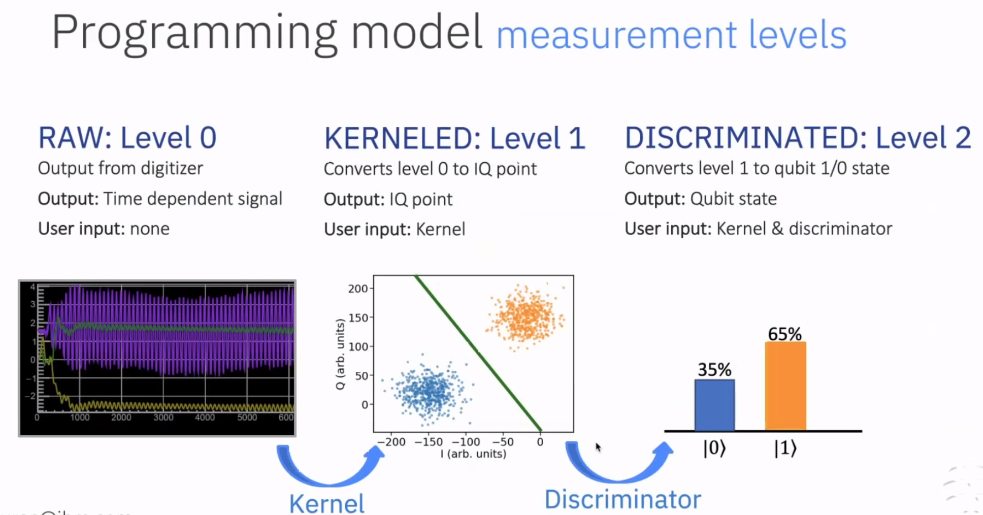 Programming model measurement levels
RAW: Level 0
Output from digitizer
Output: Time dependent signal
User input: none
KERNELED: Level 1
Converts level 0 to IQ point
Output: IQ point
User input: Kernel
DISCRIMINATED: Level 2
Converts level 1 to qubit 1/0 state
Output: Qubit state
User input: Kernel & discriminator
4
3
2
1
0
−1
−2
0 1000 2000 3000 4000 5000
200
150
100
50
0
Q (arb. units)
−200 −150 −100 −50 0
I (arb. units)
35%
65%
|0⟩ |1⟩
Kernel
Discriminator